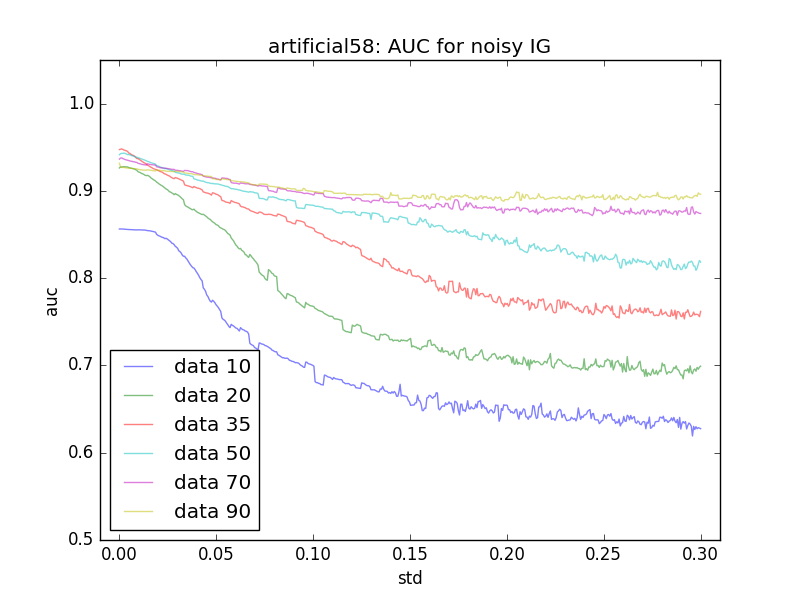 artificial58: AUC for noisy IG
1.0
0.9
0.8
0.7
0.6
0.5
auc
data 10
data 20
data 35
data 50
data 70
data 90
0.00 0.05 0.10 0.15 0.20 0.25 0.30
std